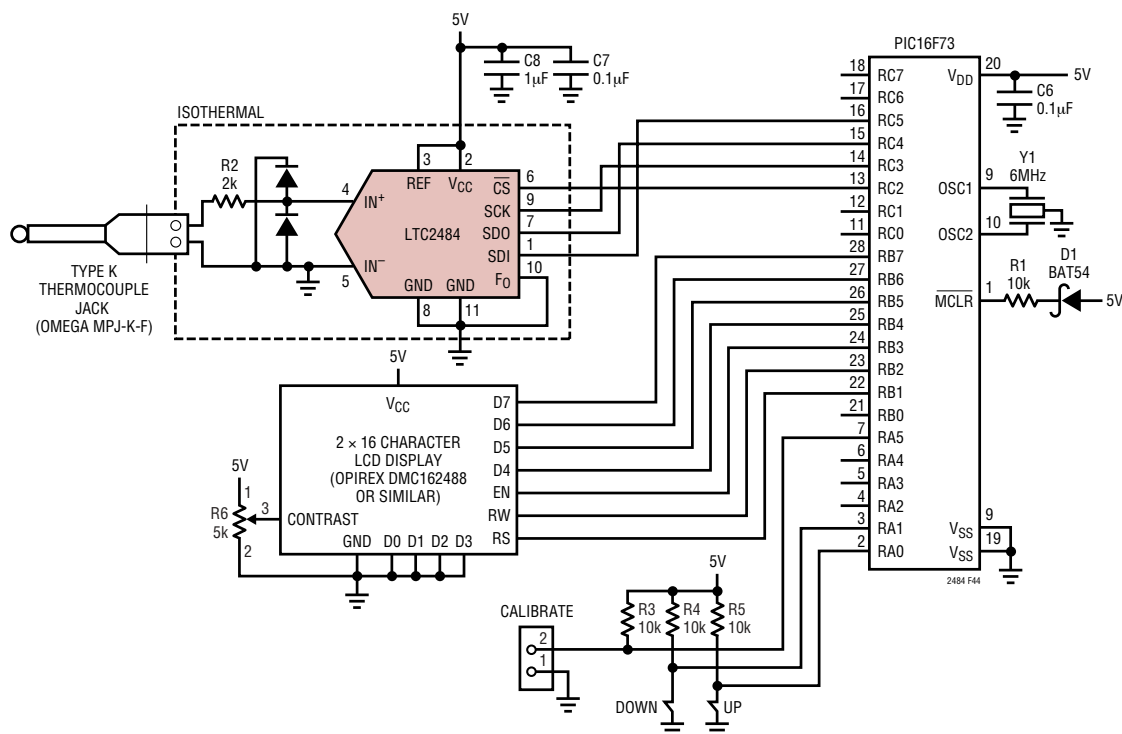 5V
C8
1µF
C7
0.1µF
ISOTHERMAL
R2
2k
4
IN+
IN–
5
3
REF
2
VCC
LTC2484
GND
8
GND
11
CS
6
SCK
9
SDO
7
SDI
1
FO
10
TYPE K
THERMOCOUPLE
JACK
(OMEGA MPJ-K-F)
PIC16F73
18
RC7
17
RC6
16
RC5
15
RC4
14
RC3
13
RC2
12
RC1
11
RC0
28
RB7
27
RB6
26
RB5
25
RB4
24
RB3
23
RB2
22
RB1
21
RB0
7
RA5
6
RA4
5
RA3
4
RA2
3
RA1
2
RA0
VDD
20
5V
C6
0.1µF
Y1
6MHz
OSC1
9
OSC2
10
MCLR
1
R1
10k
D1
BAT54
5V
VSS
9
VSS
19
2484 F44
5V
VCC
2 × 16 CHARACTER
LCD DISPLAY
(OPIREX DMC162488
OR SIMILAR)
D7
D6
D5
D4
EN
RW
RS
5V
1
R6
5k
3
2
CONTRAST
GND
D0
D1
D2
D3
CALIBRATE
2
1
5V
R3
10k
R4
10k
R5
10k
DOWN
UP